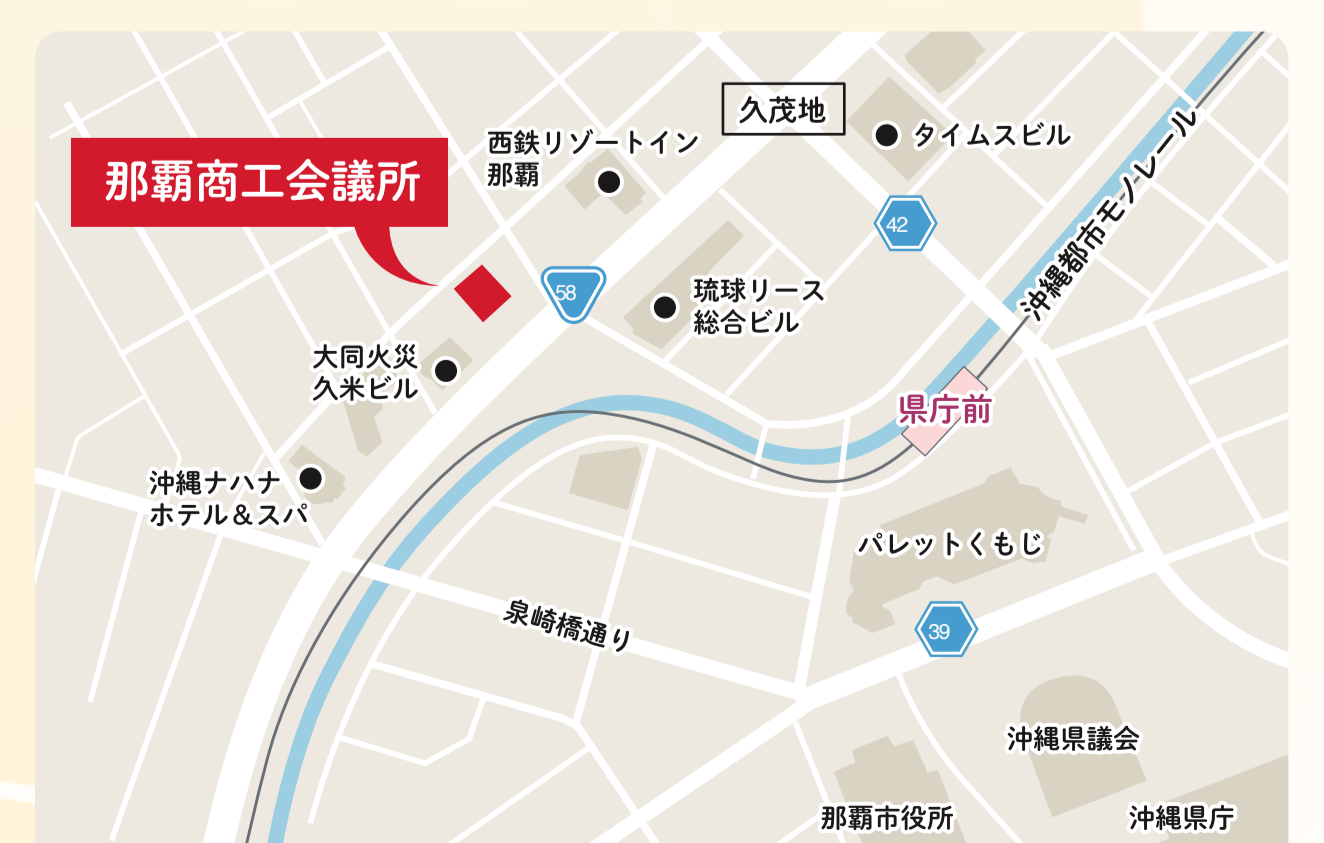 久茂地
タイムスビル
西鉄リゾートイン
那覇
那覇商工会議所
42
沖縄都市モノレール
58
琉球リース
総合ビル
大同火災
久米ビル
県庁前
沖縄ナハナ
ホテル&スパ
パレットくもじ
泉崎橋通り
39
沖縄県議会
那覇市役所
沖縄県庁